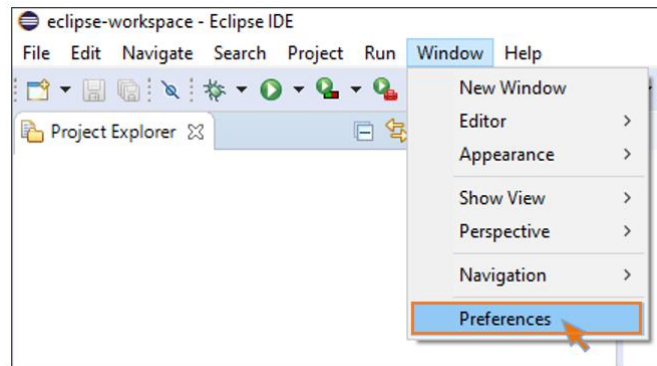 eclipse-workspace - Eclipse IDE
File Edit Navigate Search Project Run Window Help
Project Explorer
New Window
Editor
Appearance
Show View
Perspective
Navigation
Preferences